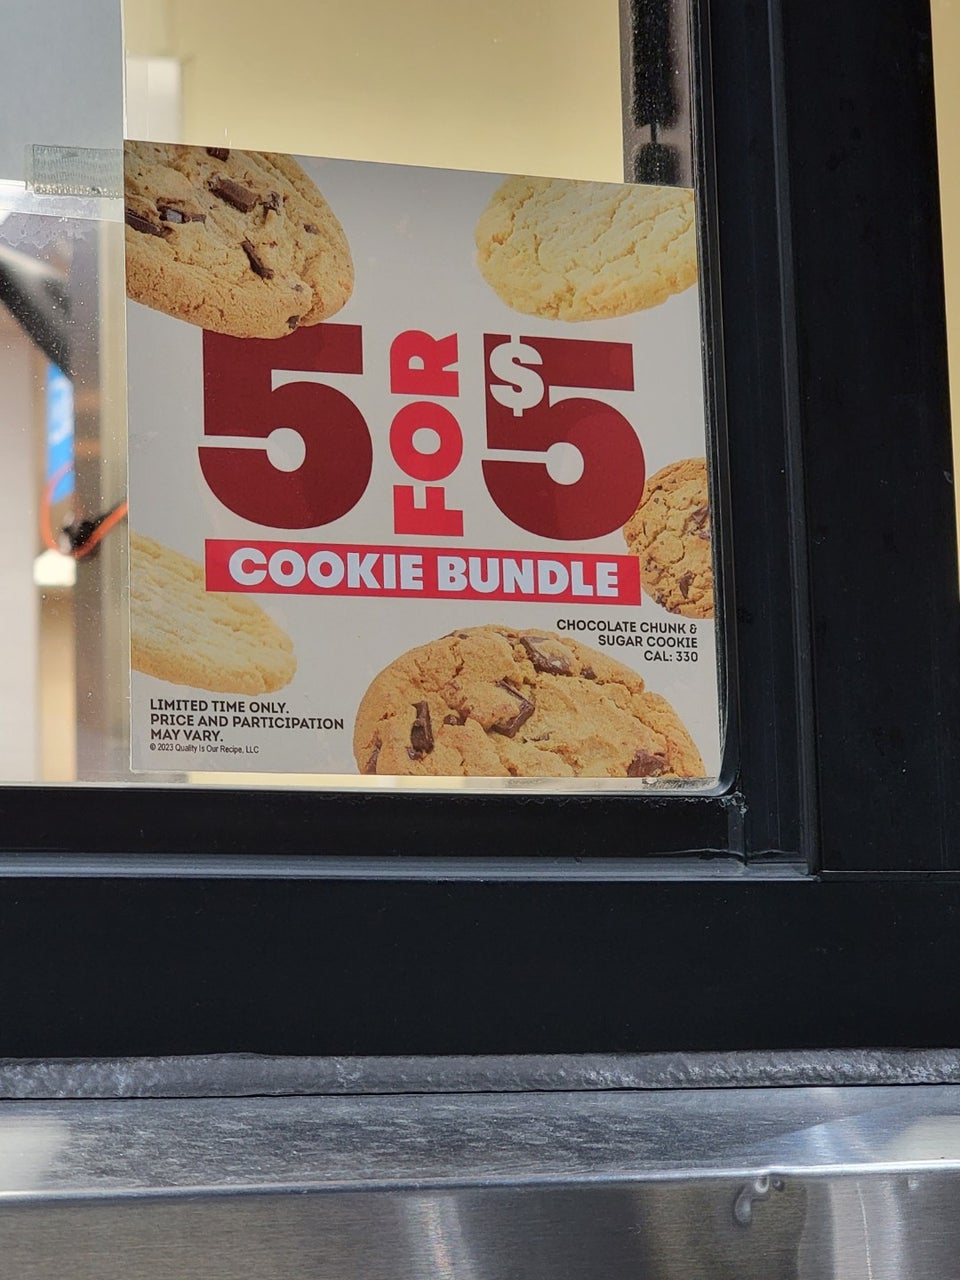 5 FOR $5
COOKIE BUNDLE
CHOCOLATE CHUNK &
SUGAR COOKIE
CAL: 330
LIMITED TIME ONLY.
PRICE AND PARTICIPATION
MAY VARY.
© 2023 Quality Is Our Recipe, LLC